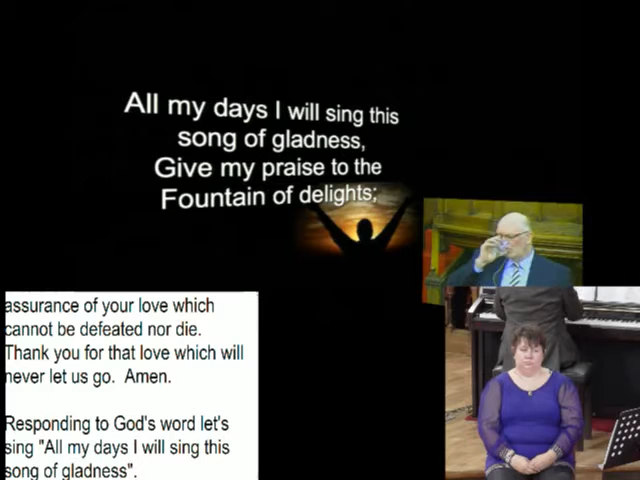 All my days I will sing this
song of gladness,
Give my praise to the
Fountain of delights;
assurance of your love which
cannot be defeated nor die.
Thank you for that love which will
never let us go. Amen.
Responding to God's word let's
sing "All my days I will sing this
song of gladness".